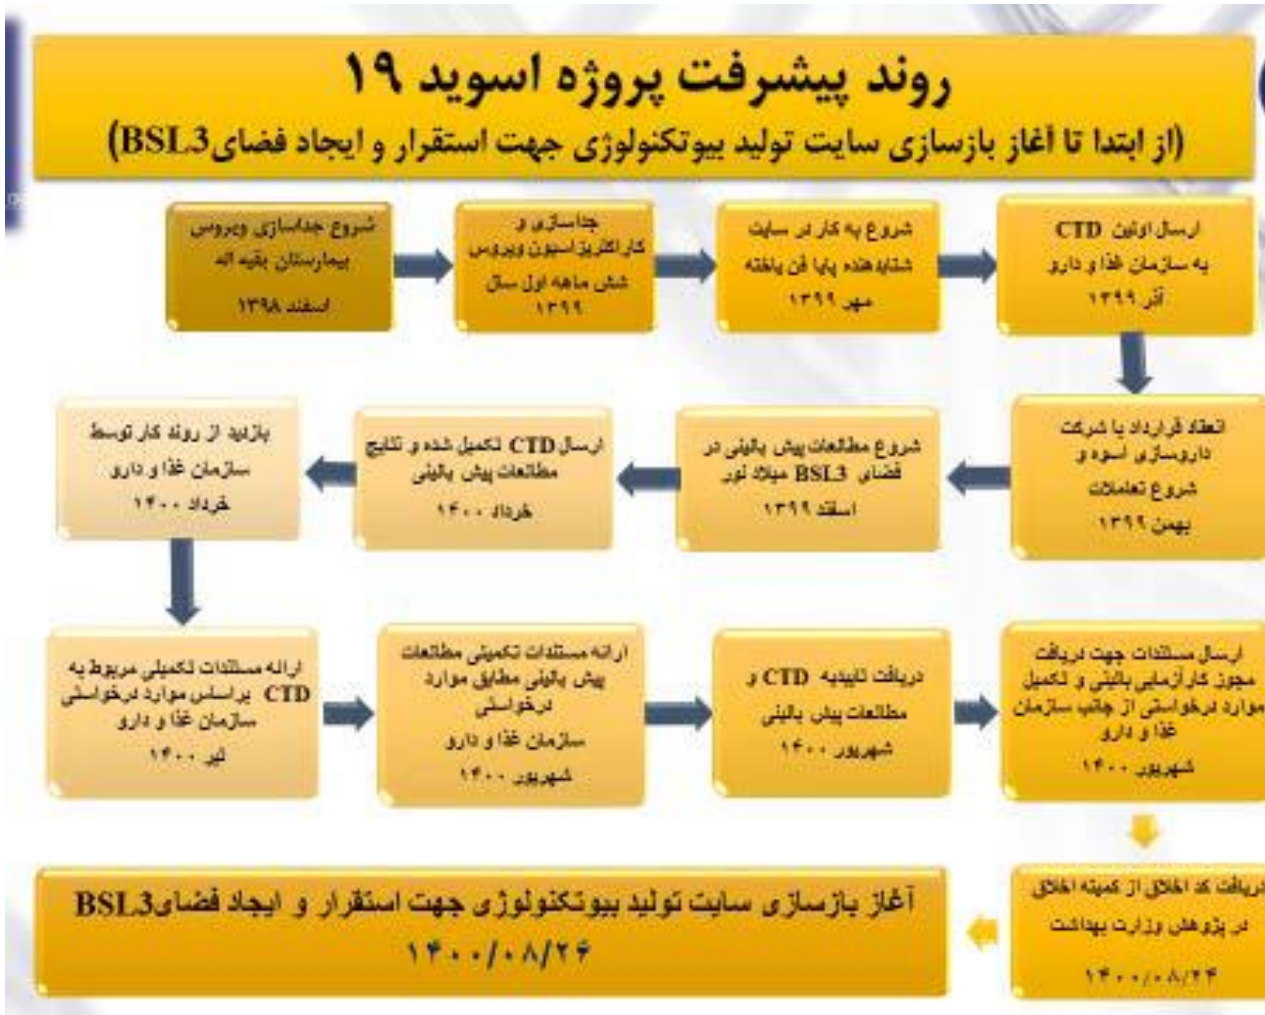 روند پیشرفت پروژه اسوید ۱۹
(از ابتدا تا آغاز بازسازی سایت تولید بیوتکنولوژی جهت استقرار و ایجاد فضای BSL3)
شروع جداسازی ویروس
بیمارستان بقیه اله
اسفند ۱۳۹۸
جداسازی و
کاراکتریزاسیون ویروس
شش ماهه اول سال
۱۳۹۹
شروع به کار در سایت
شتابدهنده پایا فن یاخته
مهر ۱۳۹۹
ارسال اولین CTD
به سازمان غذا و دارو
آذر ۱۳۹۹
انعقاد قرارداد با شرکت
داروسازی اسوه و
شروع تعاملات
بهمن ۱۳۹۹
شروع مطالعات پیش بالینی در
فضای BSL3 میلاد نور
اسفند ۱۳۹۹
ارسال CTD تکمیل شده و نتایج
مطالعات پیش بالینی
خرداد ۱۴۰۰
بازدید از روند کار توسط
سازمان غذا و دارو
خرداد ۱۴۰۰
ارائه مستندات تکمیلی مربوط به
CTD براساس موارد درخواستی
سازمان غذا و دارو
تیر ۱۴۰۰
ارائه مستندات تکمیلی مطالعات
پیش بالینی مطابق موارد
درخواستی
سازمان غذا و دارو
شهریور ۱۴۰۰
دریافت تاییدیه CTD و
مطالعات پیش بالینی
شهریور ۱۴۰۰
ارسال مستندات جهت دریافت
مجوز کارآزمایی بالینی و تکمیل
موارد درخواستی از جانب سازمان
غذا و دارو
شهریور ۱۴۰۰
دریافت کد اخلاق از کمیته اخلاق
در پژوهش وزارت بهداشت
۱۴۰۰/۰۸/۲۴
آغاز بازسازی سایت تولید بیوتکنولوژی جهت استقرار و ایجاد فضای BSL3
۱۴۰۰/۰۸/۲۶